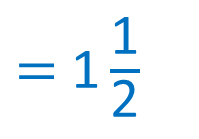 = 1 1/2